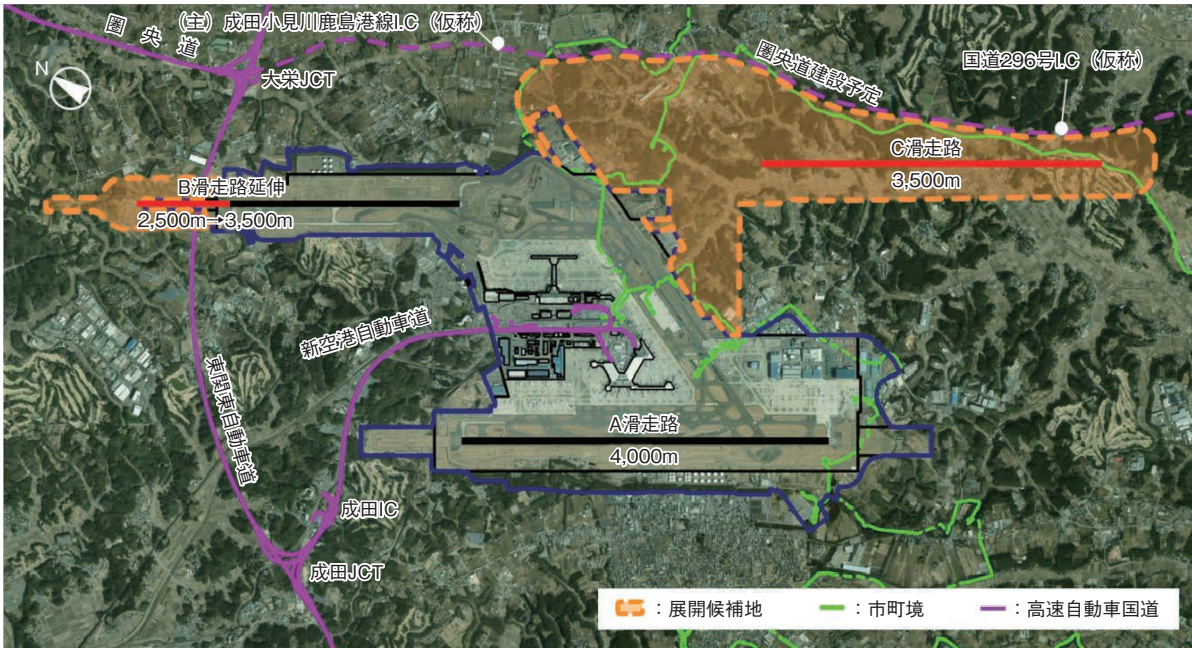 (主)成田小見川鹿島港線I.C(仮称)
圏央道
N
大栄JCT
圏央道建設予定
国道296号I.C(仮称)
C滑走路
3,500m
B滑走路延伸
2,500m→3,500m
新空港自動車道
東関東自動車道
A滑走路
4,000m
成田IC
成田JCT
:展開候補地
:市町境
:高速自動車国道